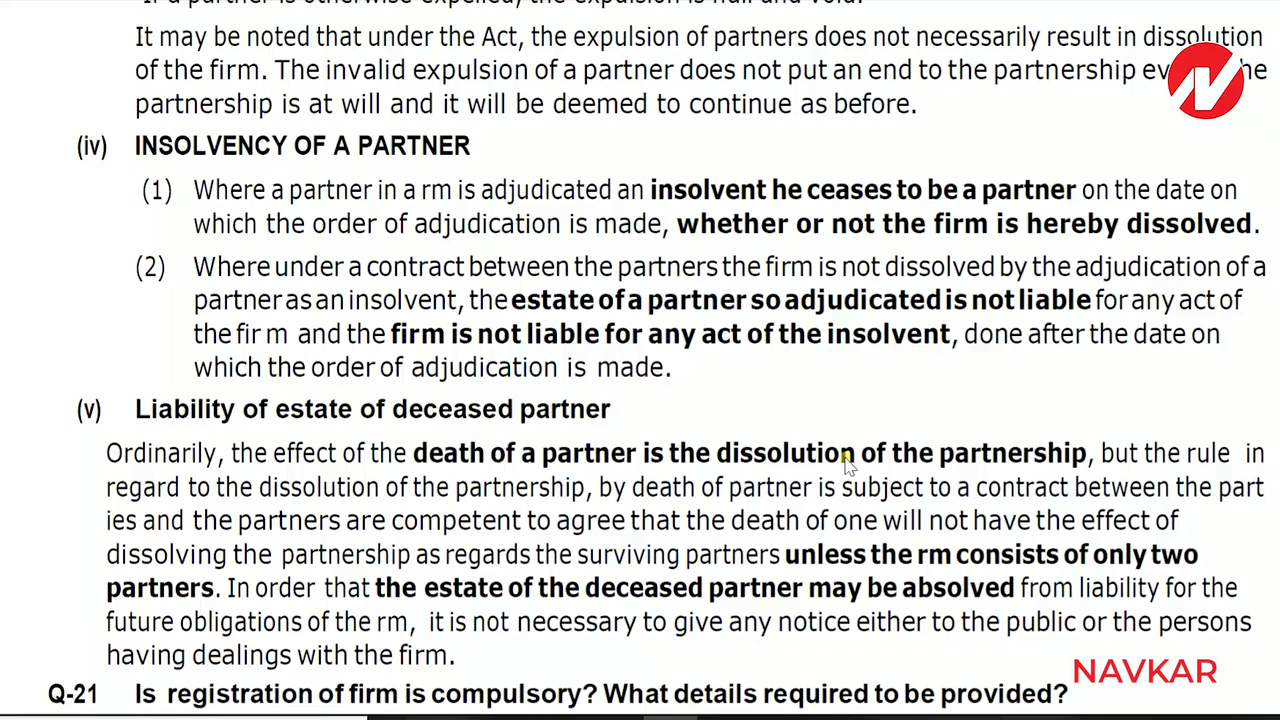 If a partner is otherwise expelled, the expulsion is null and void.
It may be noted that under the Act, the expulsion of partners does not necessarily result in dissolution
of the firm. The invalid expulsion of a partner does not put an end to the partnership he
partnership is at will and it will be deemed to continue as before.
(iv) INSOLVENCY OF A PARTNER
(1) Where a partner in a rm is adjudicated an insolvent he ceases to be a partner on the date on
which the order of adjudication is made, whether or not the firm is hereby dissolved.
(2) Where under a contract between the partners the firm is not dissolved by the adjudication of a
partner as an insolvent, the estate of a partner so adjudicated is not liable for any act of
the fir m and the firm is not liable for any act of the insolvent, done after the date on
which the order of adjudication is made.
(v) Liability of estate of deceased partner
Ordinarily, the effect of the death of a partner is the dissolution of the partnership, but the rule in
regard to the dissolution of the partnership, by death of partner is subject to a contract between the part
ies and the partners are competent to agree that the death of one will not have the effect of
dissolving the partnership as regards the surviving partners unless the rm consists of only two
partners. In order that the estate of the deceased partner may be absolved from liability for the
future obligations of the rm, it is not necessary to give any notice either to the public or the persons
having dealings with the firm.
NAVKAR
Q-21 Is registration of firm is compulsory? What details required to be provided?